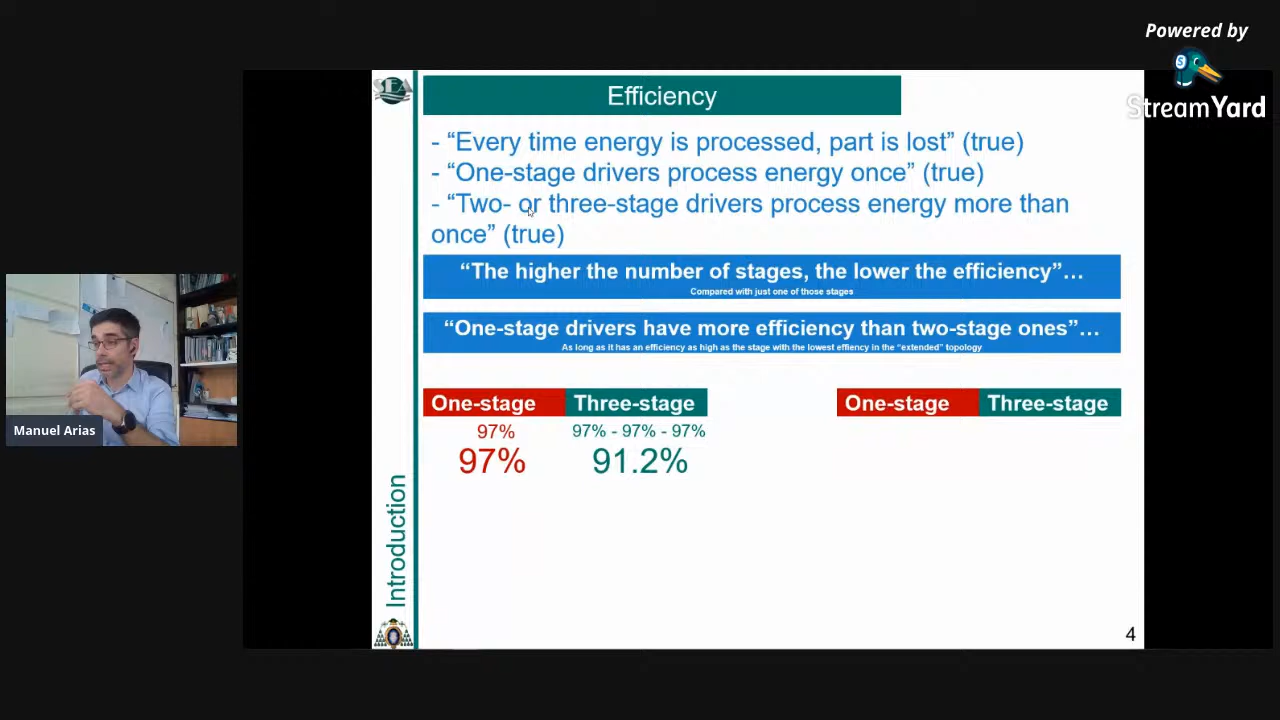 Powered by
StreamYard
SEA
Efficiency
- “Every time energy is processed, part is lost” (true)
- “One-stage drivers process energy once” (true)
- “Two- or three-stage drivers process energy more than
once” (true)
“The higher the number of stages, the lower the efficiency”…
Compared with just one of those stages
“One-stage drivers have more efficiency than two-stage ones”…
As long as it has an efficiency as high as the stage with the lowest effiency in the “extended” topology
One-stage Three-stage
97% 97% - 97% - 97%
97% 91.2%
One-stage Three-stage
Manuel Arias
Introduction
4